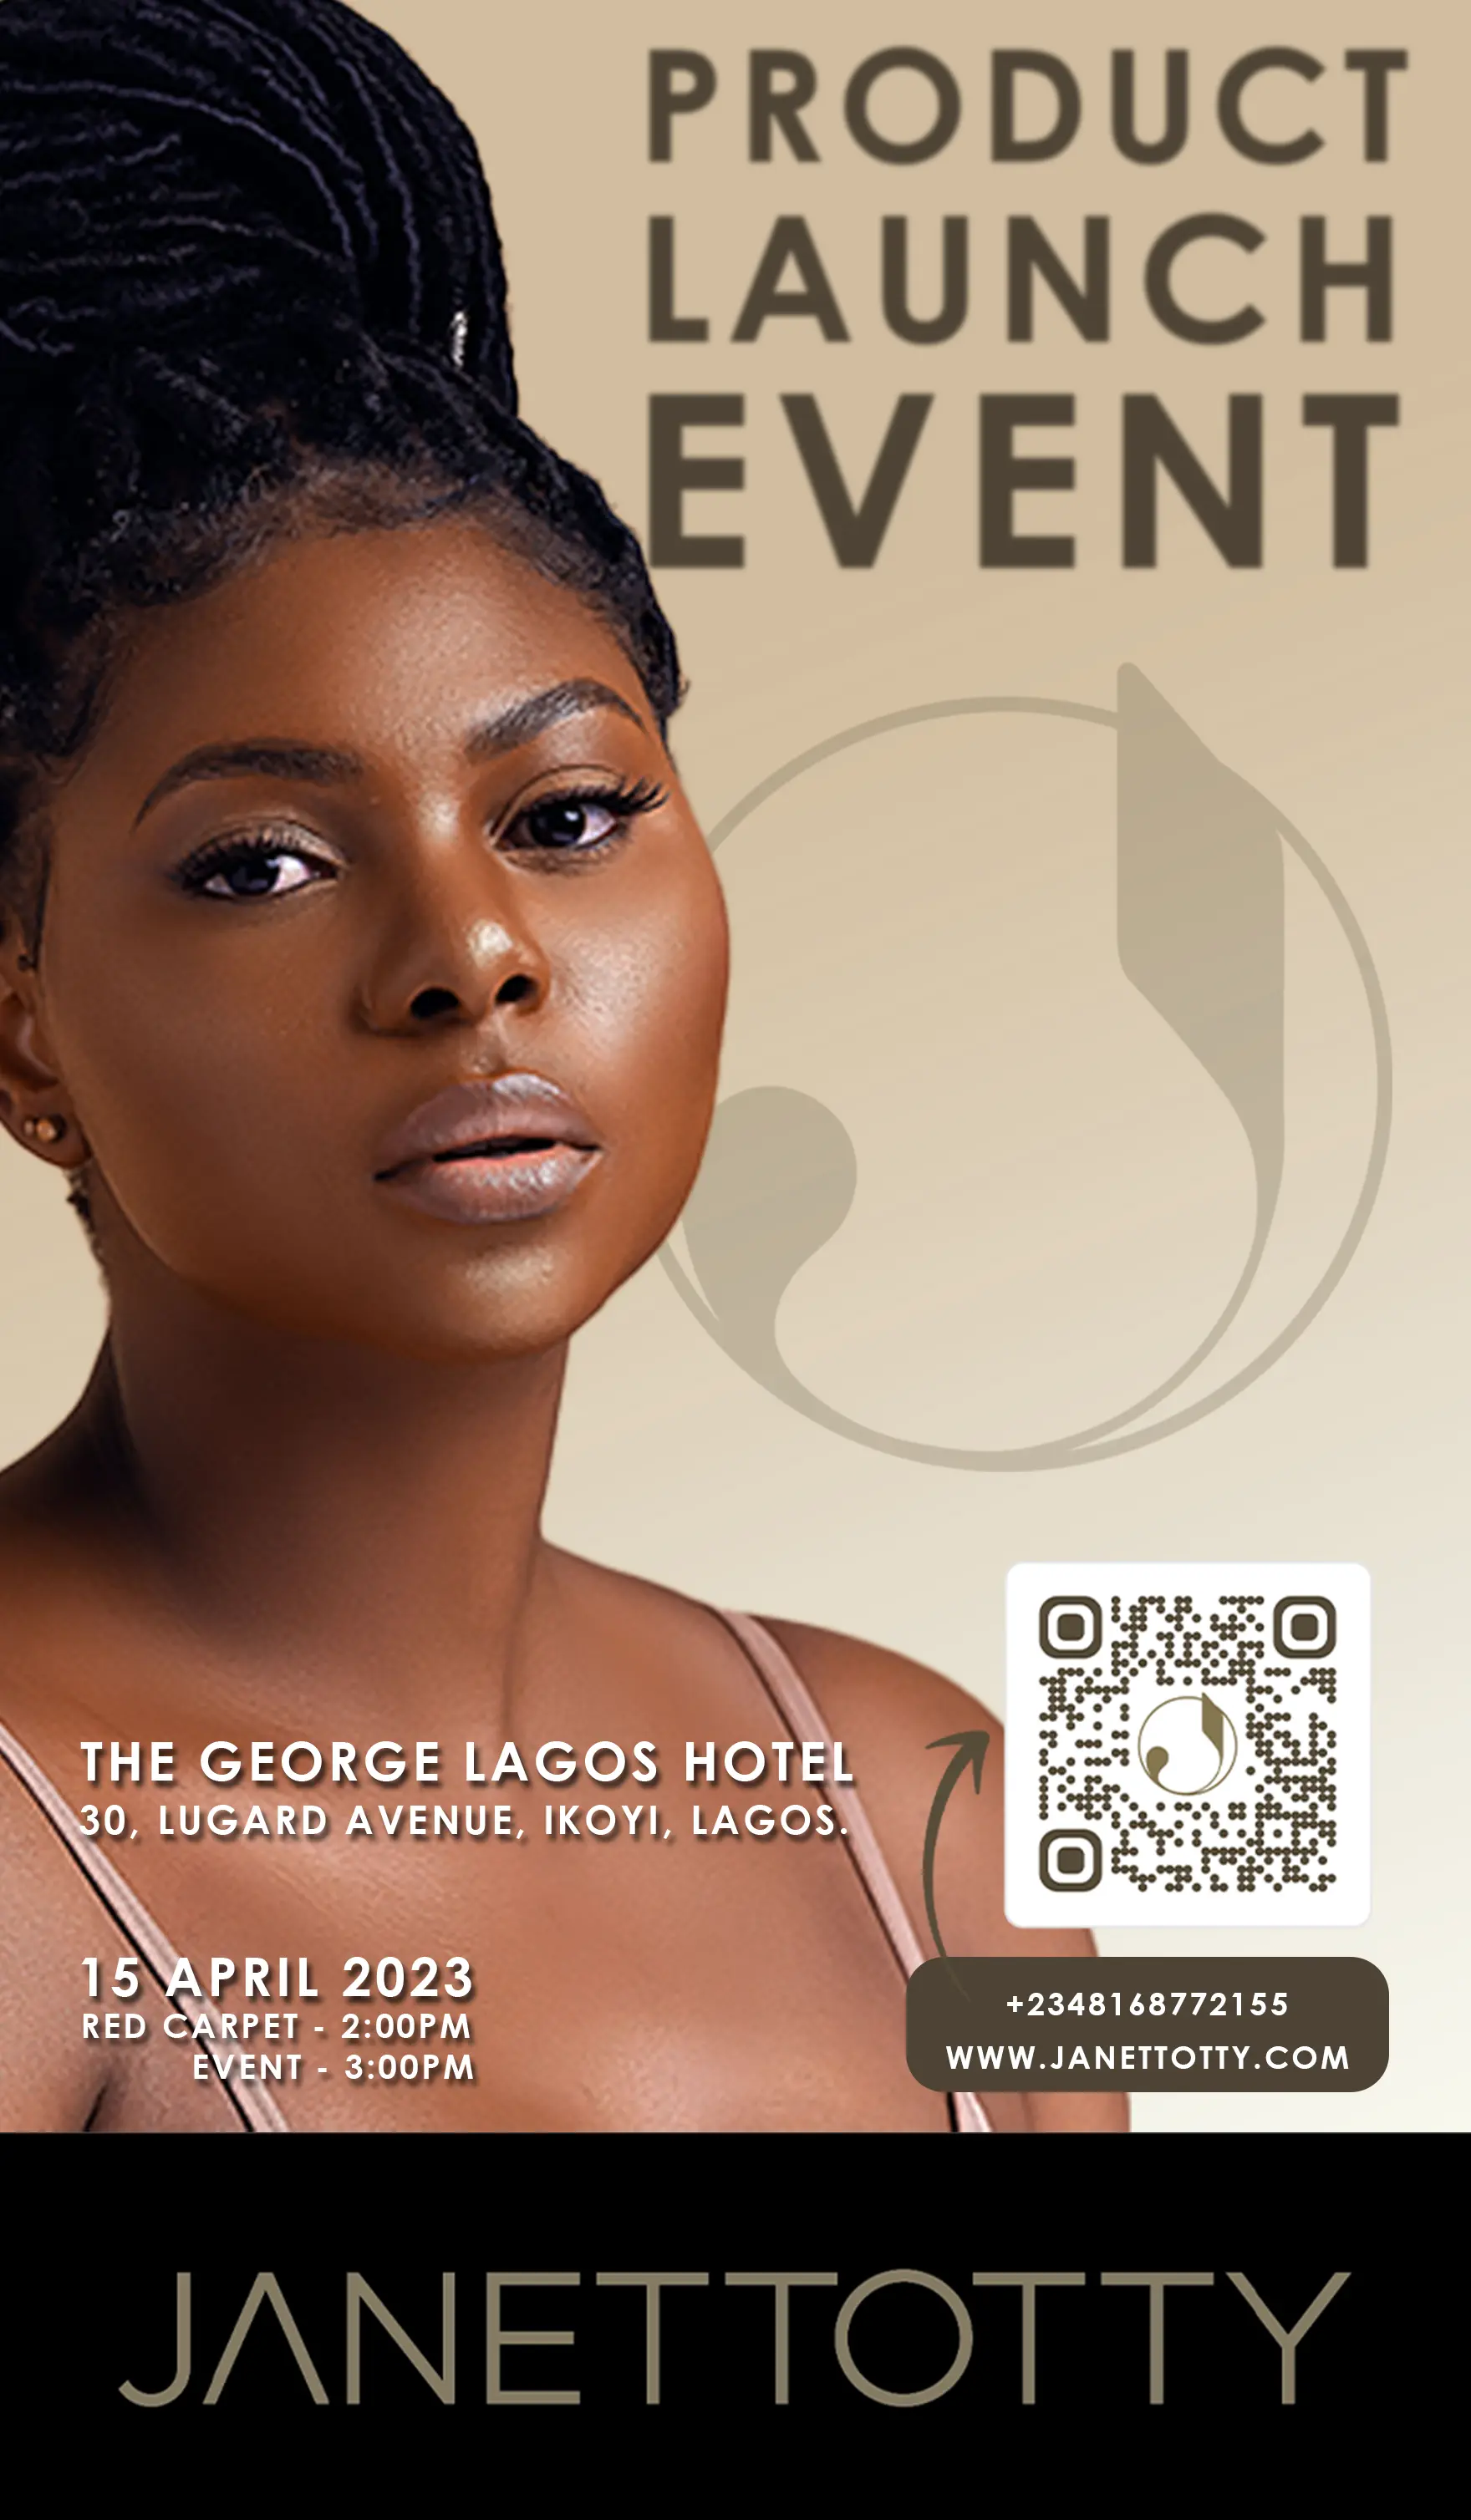 PRODUCT
LAUNCH
EVENT
THE GEORGE LAGOS HOTEL
30, LUGARD AVENUE, IKOYI, LAGOS.
15 APRIL 2023
RED CARPET - 2:00PM
EVENT - 3:00PM
+2348168772155
WWW.JANETTOTTY.COM
JANETTOTTY